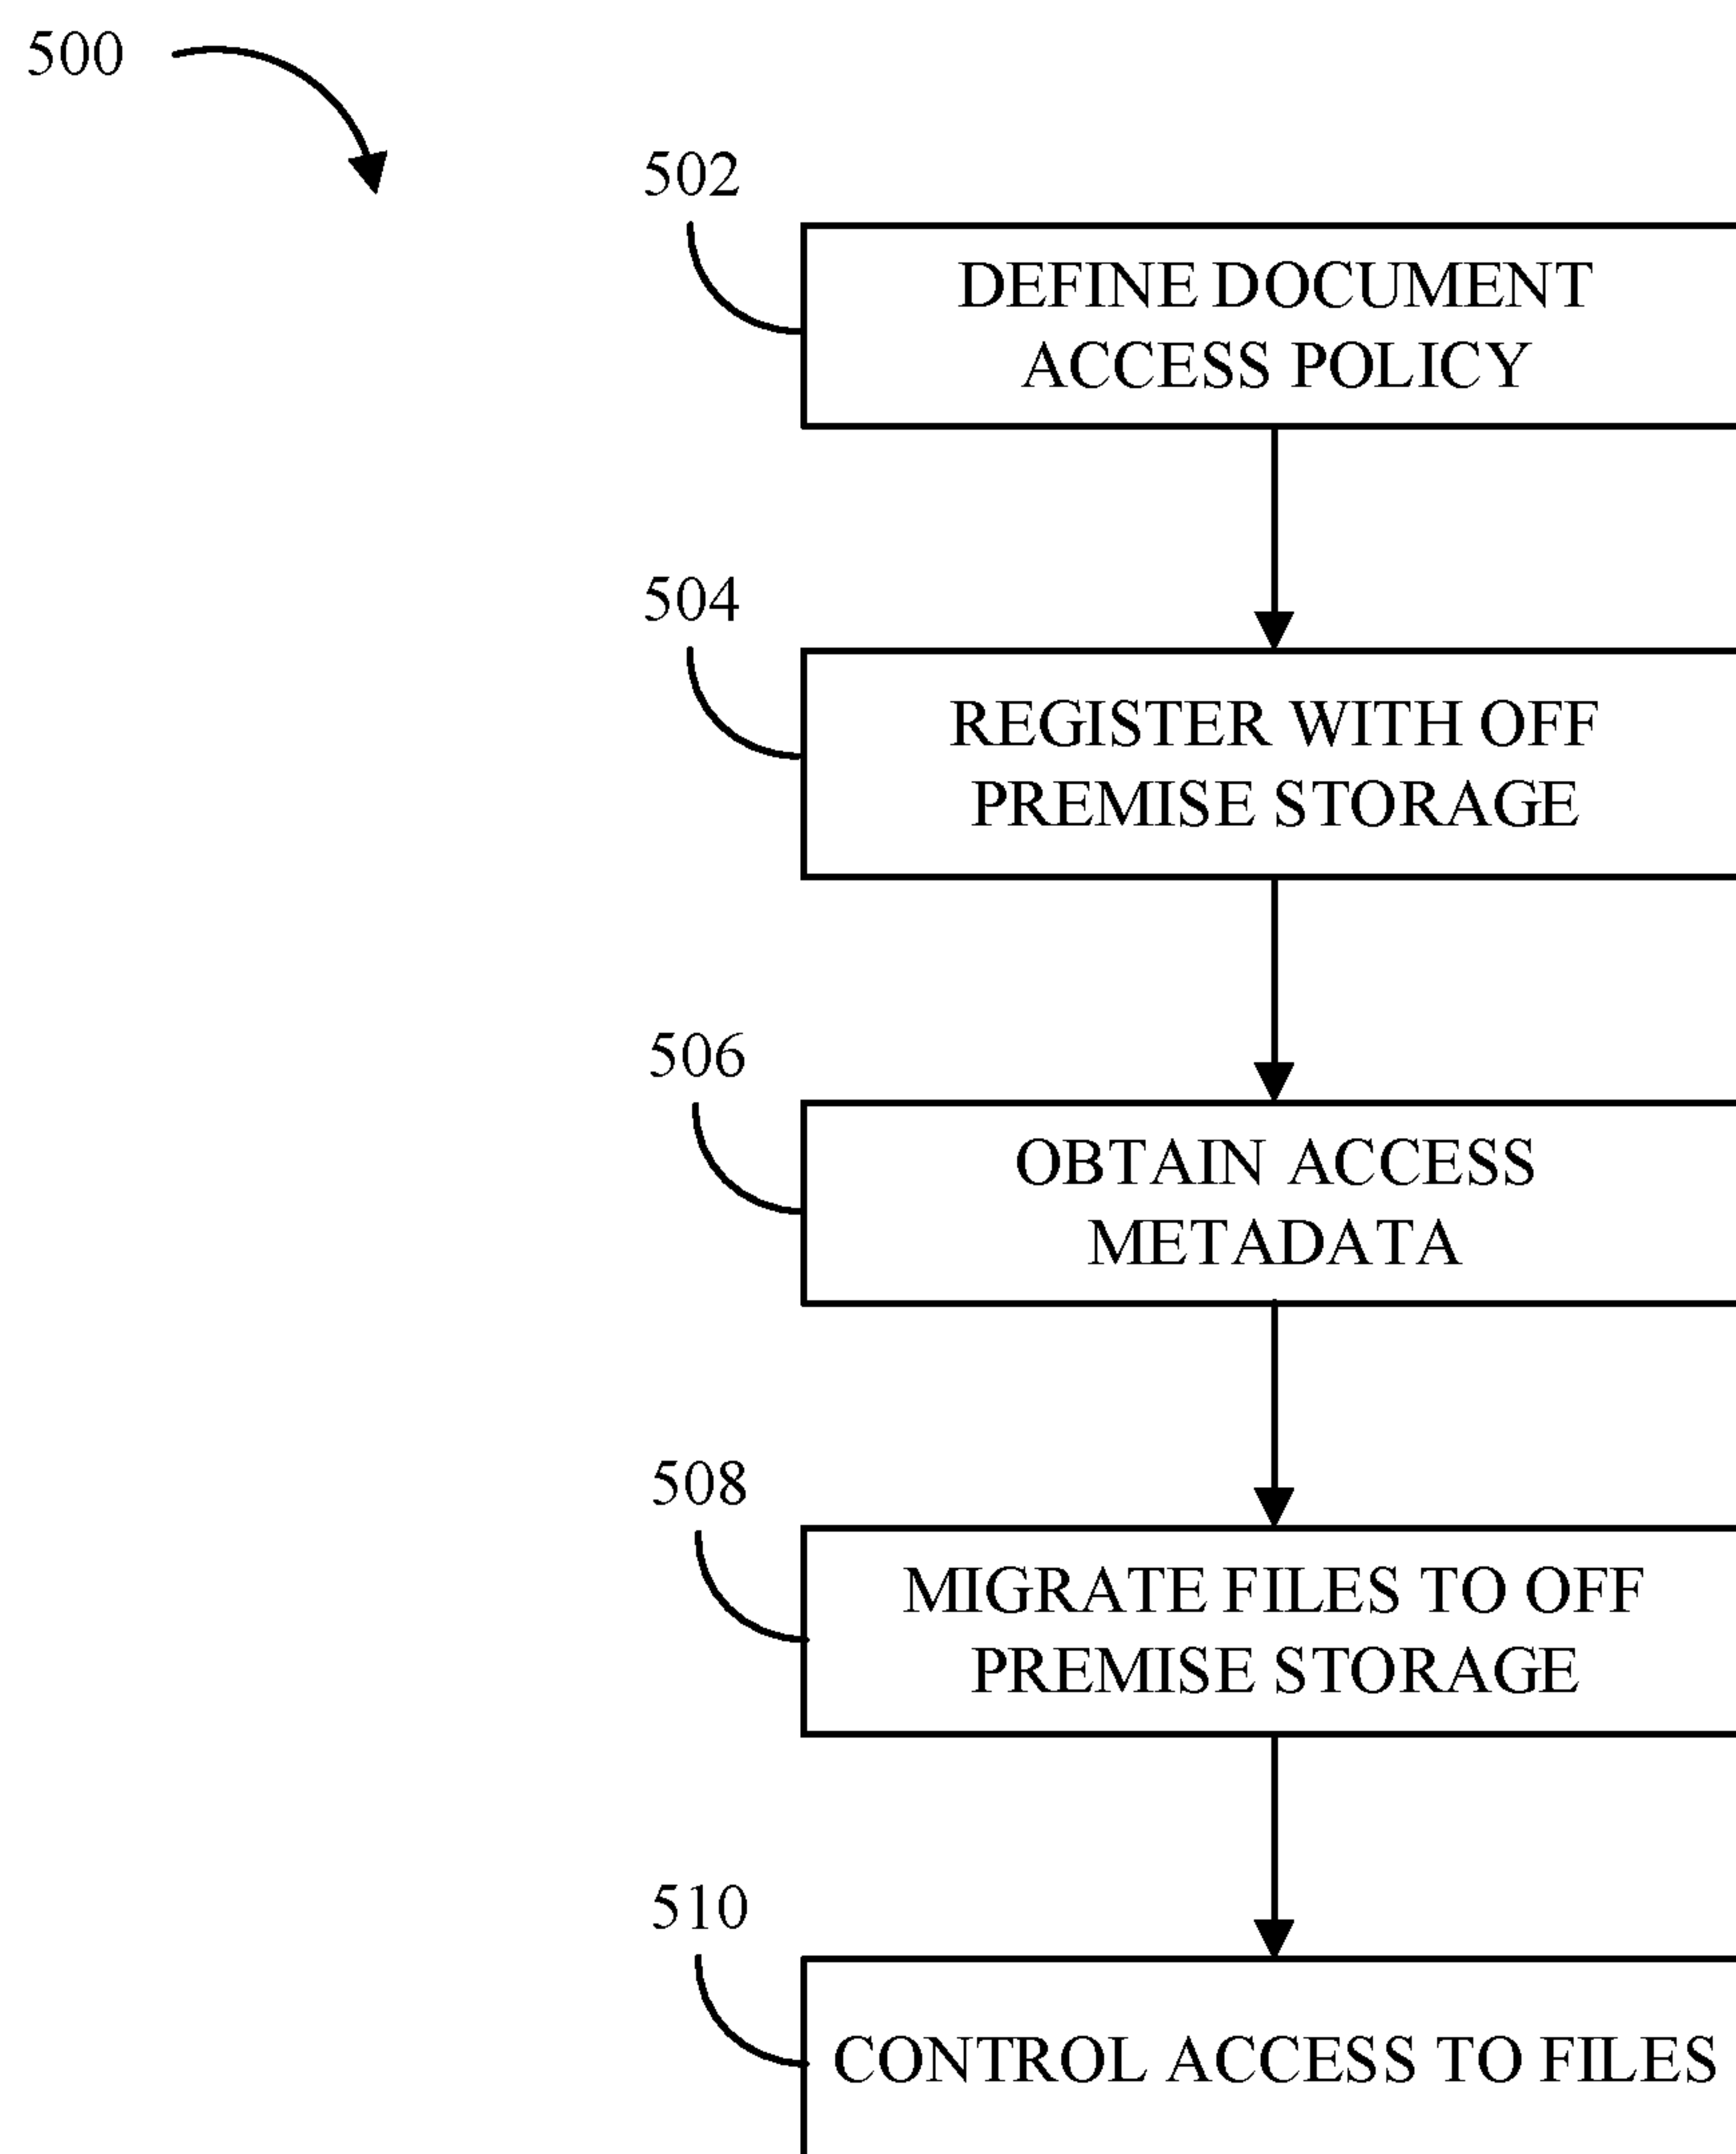 500
502
DEFINE DOCUMENT
ACCESS POLICY
504
REGISTER WITH OFF
PREMISE STORAGE
506
OBTAIN ACCESS
METADATA
508
MIGRATE FILES TO OFF
PREMISE STORAGE
510
CONTROL ACCESS TO FILES